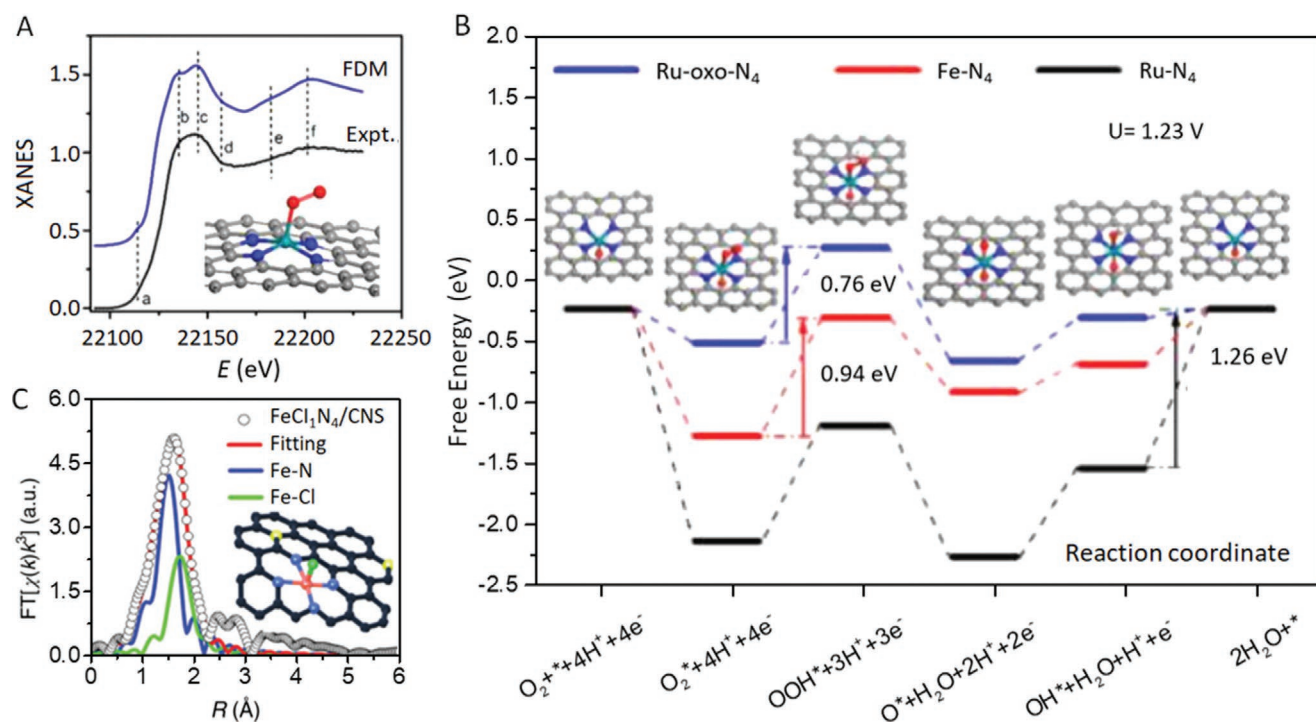 A
XANES
1.5
1.0
0.5
0.0
FDM
Expt.
a
b
c
d
e
f
22100
22150
22200
22250
E (eV)
B
Free Energy (eV)
2.0
1.5
1.0
0.5
0.0
-0.5
-1.0
-1.5
-2.0
-2.5
Ru-oxo-N₄
Fe-N₄
Ru-N₄
U= 1.23 V
0.76 eV
0.94 eV
1.26 eV
Reaction coordinate
O₂+*+4H⁺+4e⁻
O₂*+4H⁺+4e⁻
OOH*+3H⁺+3e⁻
O*+H₂O+2H⁺+2e⁻
OH*+H₂O+H⁺+e⁻
2H₂O+*
C
FT[χ(k)k³] (a.u.)
6.0
4.5
3.0
1.5
0.0
FeCl₁N₄/CNS
Fitting
Fe-N
Fe-Cl
0
1
2
3
4
5
6
R (Å)